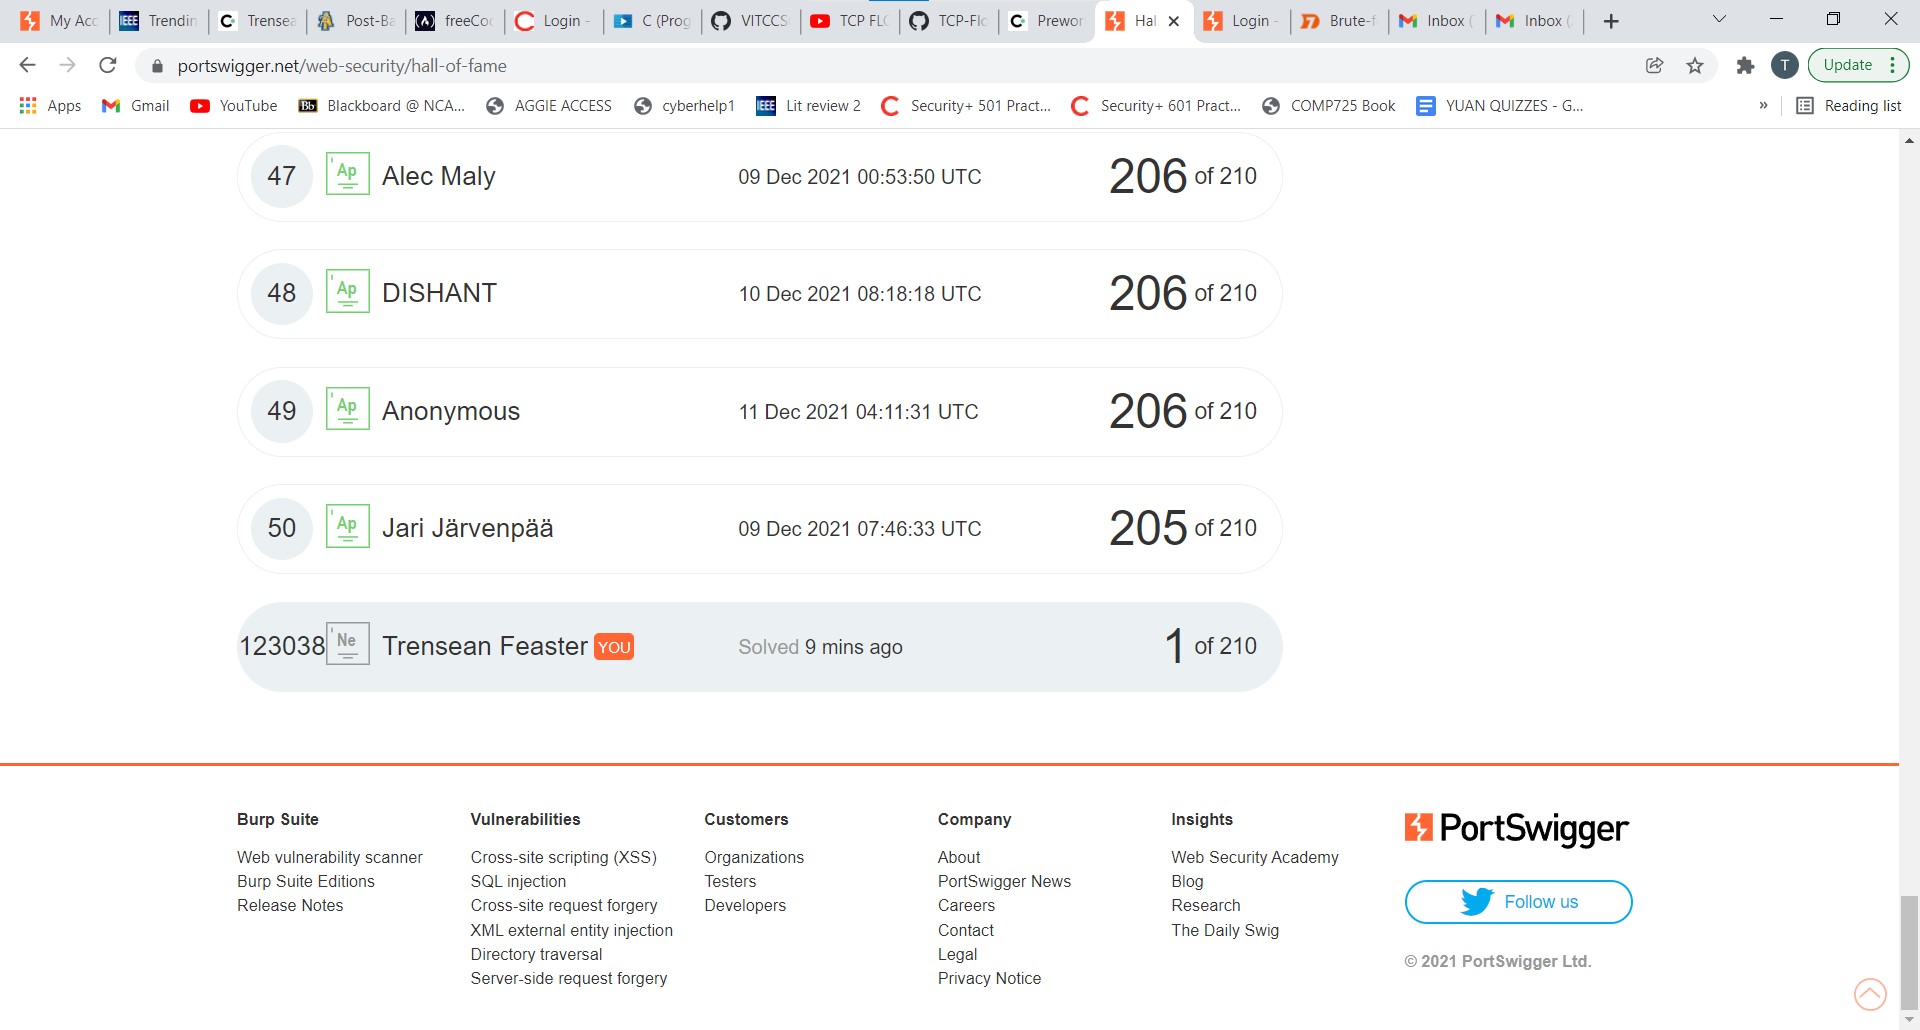 My Acc
Trendin
Trensea
Post-Ba
freeCoc
Login -
C (Prog
VITCCS
TCP FLC
TCP-Flo
Prewor
Hal
Login -
Brute-f
Inbox (
Inbox (
portswigger.net/web-security/hall-of-fame
T
Update
Apps
Gmail
YouTube
Blackboard @ NCA...
AGGIE ACCESS
cyberhelp1
Lit review 2
Security+ 501 Pract...
Security+ 601 Pract...
COMP725 Book
YUAN QUIZZES - G...
»
Reading list
47 Ap Alec Maly 09 Dec 2021 00:53:50 UTC 206 of 210
48 Ap DISHANT 10 Dec 2021 08:18:18 UTC 206 of 210
49 Ap Anonymous 11 Dec 2021 04:11:31 UTC 206 of 210
50 Ap Jari Järvenpää 09 Dec 2021 07:46:33 UTC 205 of 210
123038 Ne Trensean Feaster YOU Solved 9 mins ago 1 of 210
Burp Suite
Web vulnerability scanner
Burp Suite Editions
Release Notes
Vulnerabilities
Cross-site scripting (XSS)
SQL injection
Cross-site request forgery
XML external entity injection
Directory traversal
Server-side request forgery
Customers
Organizations
Testers
Developers
Company
About
PortSwigger News
Careers
Contact
Legal
Privacy Notice
Insights
Web Security Academy
Blog
Research
The Daily Swig
PortSwigger
Follow us
© 2021 PortSwigger Ltd.